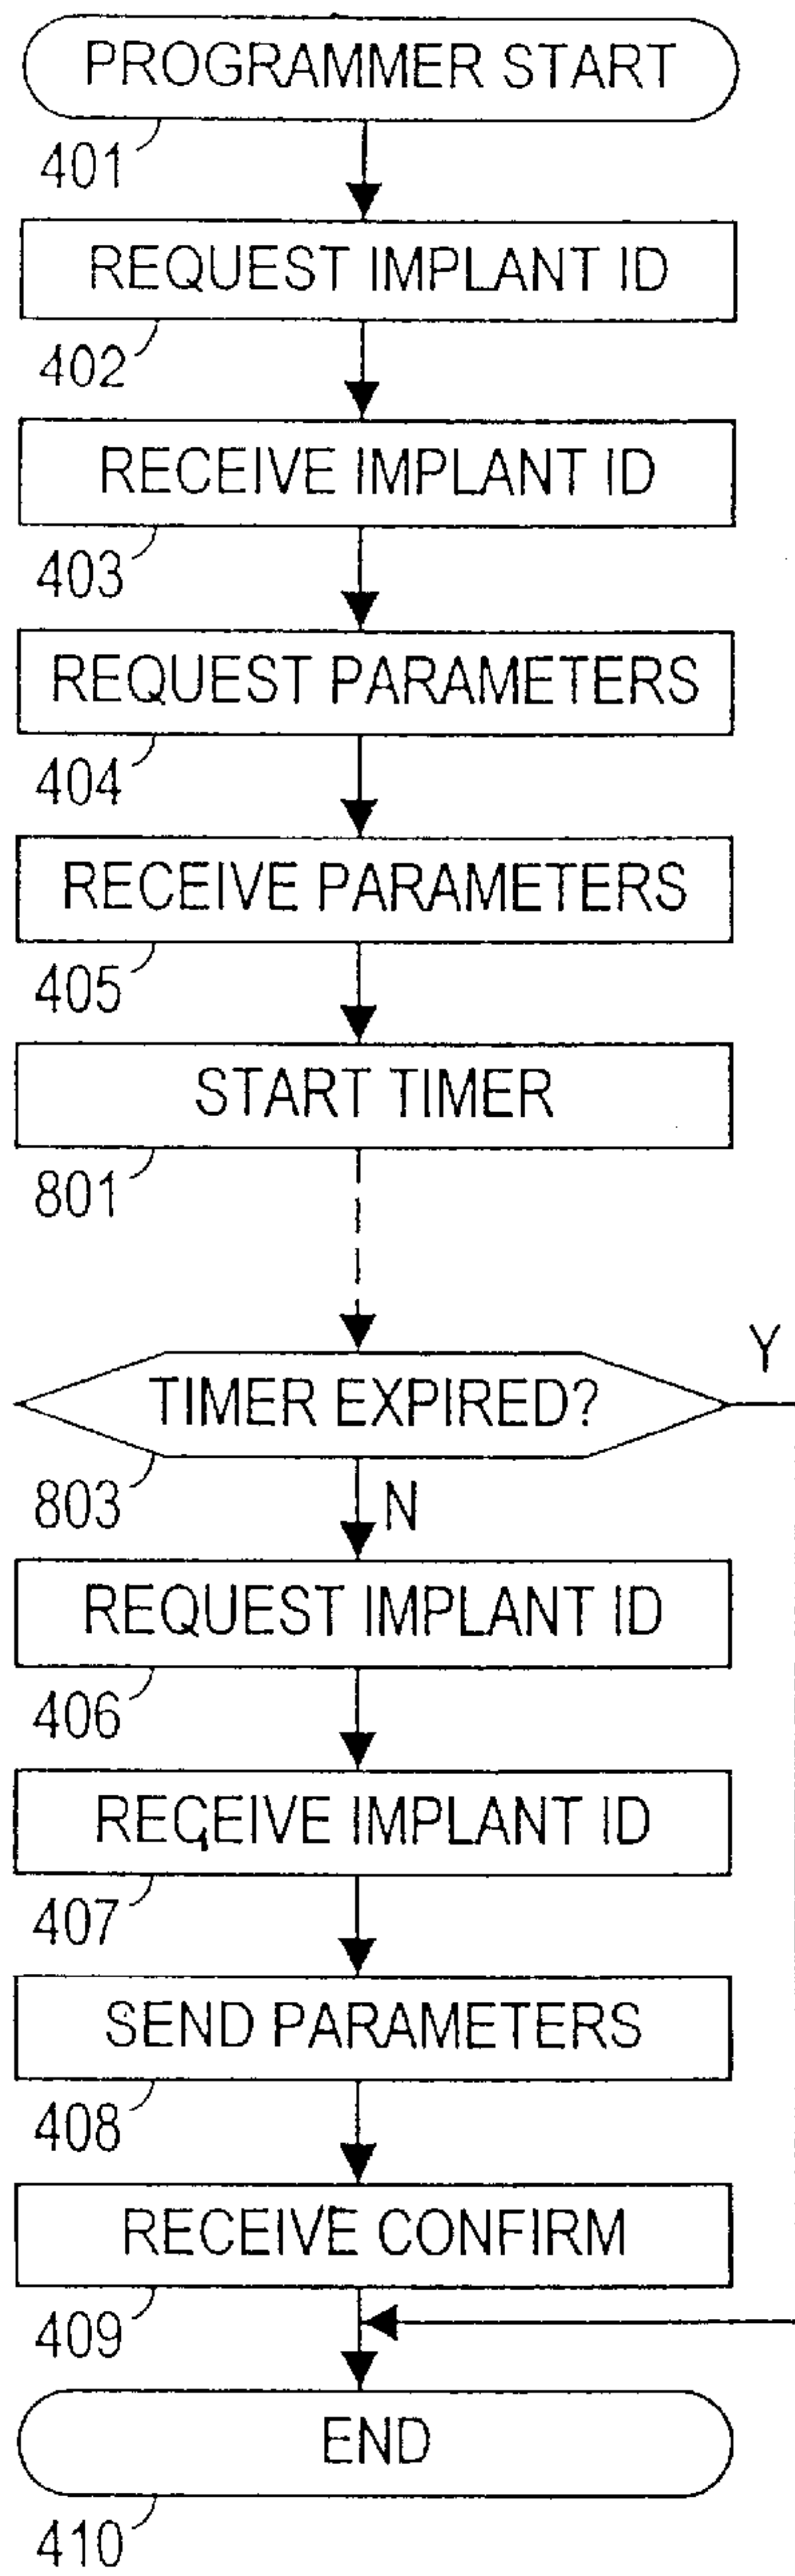 PROGRAMMER START
401
REQUEST IMPLANT ID
402
RECEIVE IMPLANT ID
403
REQUEST PARAMETERS
404
RECEIVE PARAMETERS
405
START TIMER
801
Y
TIMER EXPIRED?
803
N
REQUEST IMPLANT ID
406
RECEIVE IMPLANT ID
407
SEND PARAMETERS
408
RECEIVE CONFIRM
409
END
410